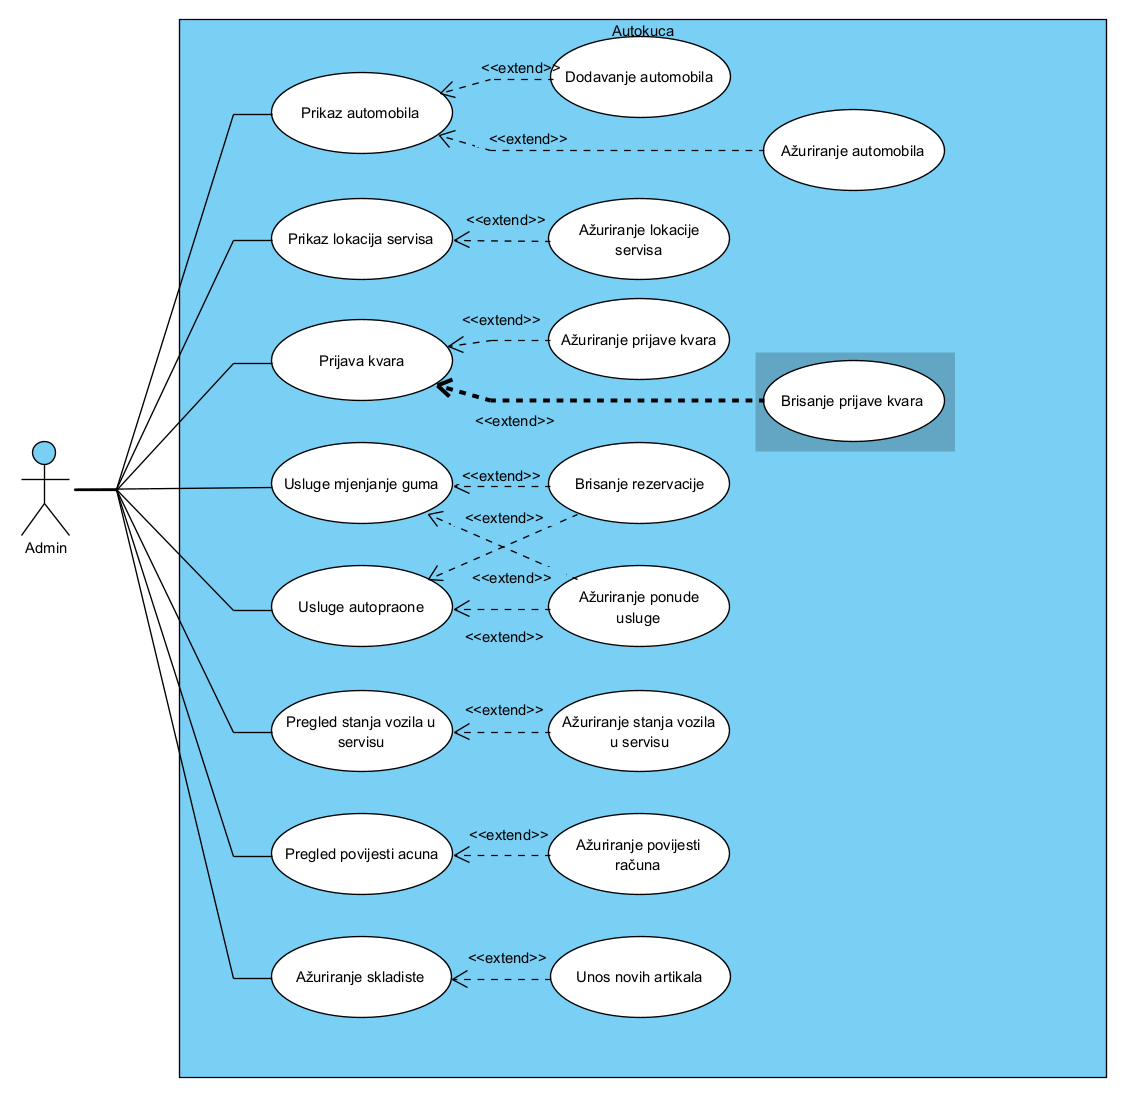 Autokuca
<<extend>>
Dodavanje automobila
Prikaz automobila
<<extend>>
Ažuriranje automobila
Prikaz lokacija servisa
<<extend>>
Ažuriranje lokacije
servisa
Prijava kvara
<<extend>>
Ažuriranje prijave kvara
<<extend>>
Brisanje prijave kvara
Admin
Usluge mjenjanje guma
<<extend>>
Brisanje rezervacije
<<extend>>
Usluge autopraone
<<extend>>
Ažuriranje ponude
usluge
<<extend>>
Pregled stanja vozila u
servisu
<<extend>>
Ažuriranje stanja vozila
u servisu
Pregled povijesti acuna
<<extend>>
Ažuriranje povijesti
računa
Ažuriranje skladiste
<<extend>>
Unos novih artikala